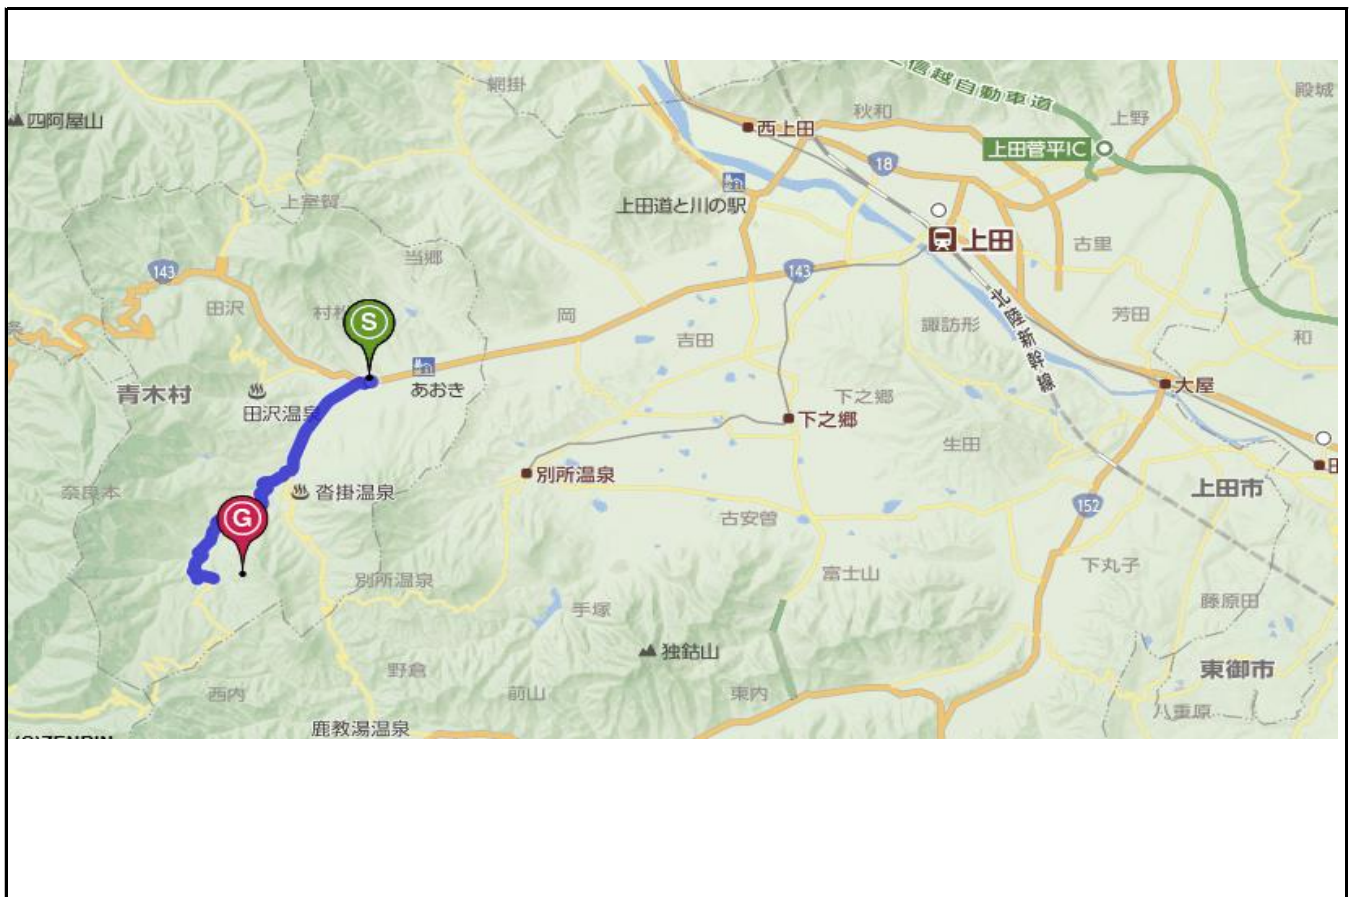 上信越自動車道
網掛
殿城
四阿屋山
秋和
上野
西上田
上田菅平IC
18
上室賀
上田道と川の駅
上田
古里
当郷
143
143
田沢
村松
岡
芳田
諏訪形
北陸新幹線
吉田
和
S
あおき
大屋
青木村
下之郷
田沢温泉
下之郷
生田
別所温泉
上田市
奈良本
沓掛温泉
152
古安曽
G
下丸子
別所温泉
富士山
藤原田
手塚
独鈷山
東御市
野倉
西内
前山
東内
八重原
鹿教湯温泉